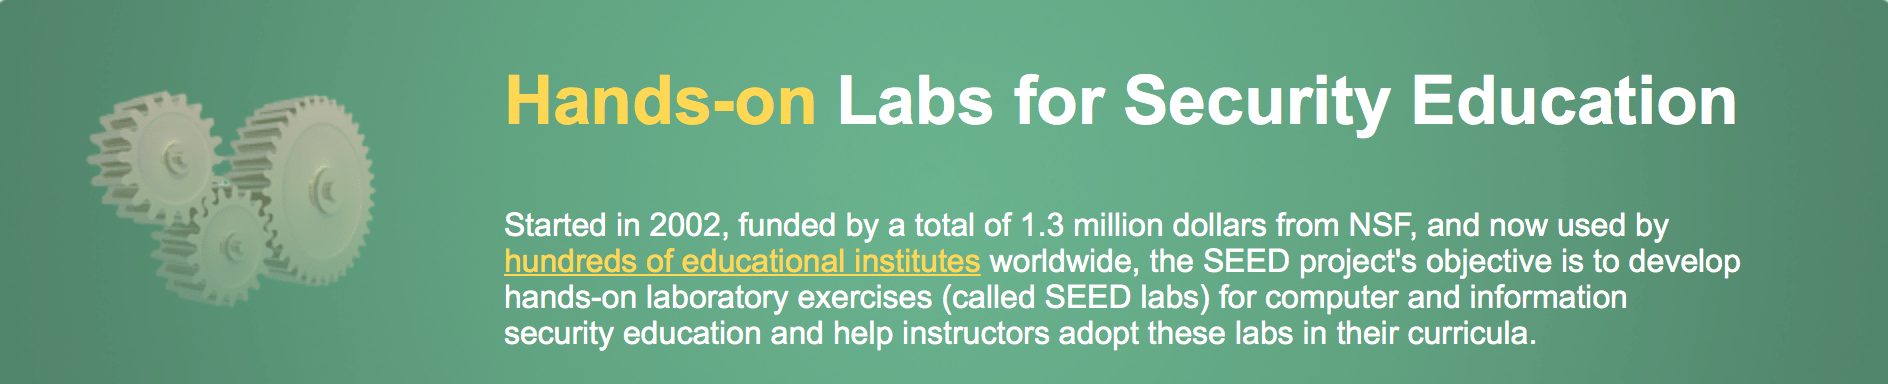 Hands-on Labs for Security Education
Started in 2002, funded by a total of 1.3 million dollars from NSF, and now used by
hundreds of educational institutes worldwide, the SEED project's objective is to develop
hands-on laboratory exercises (called SEED labs) for computer and information
security education and help instructors adopt these labs in their curricula.